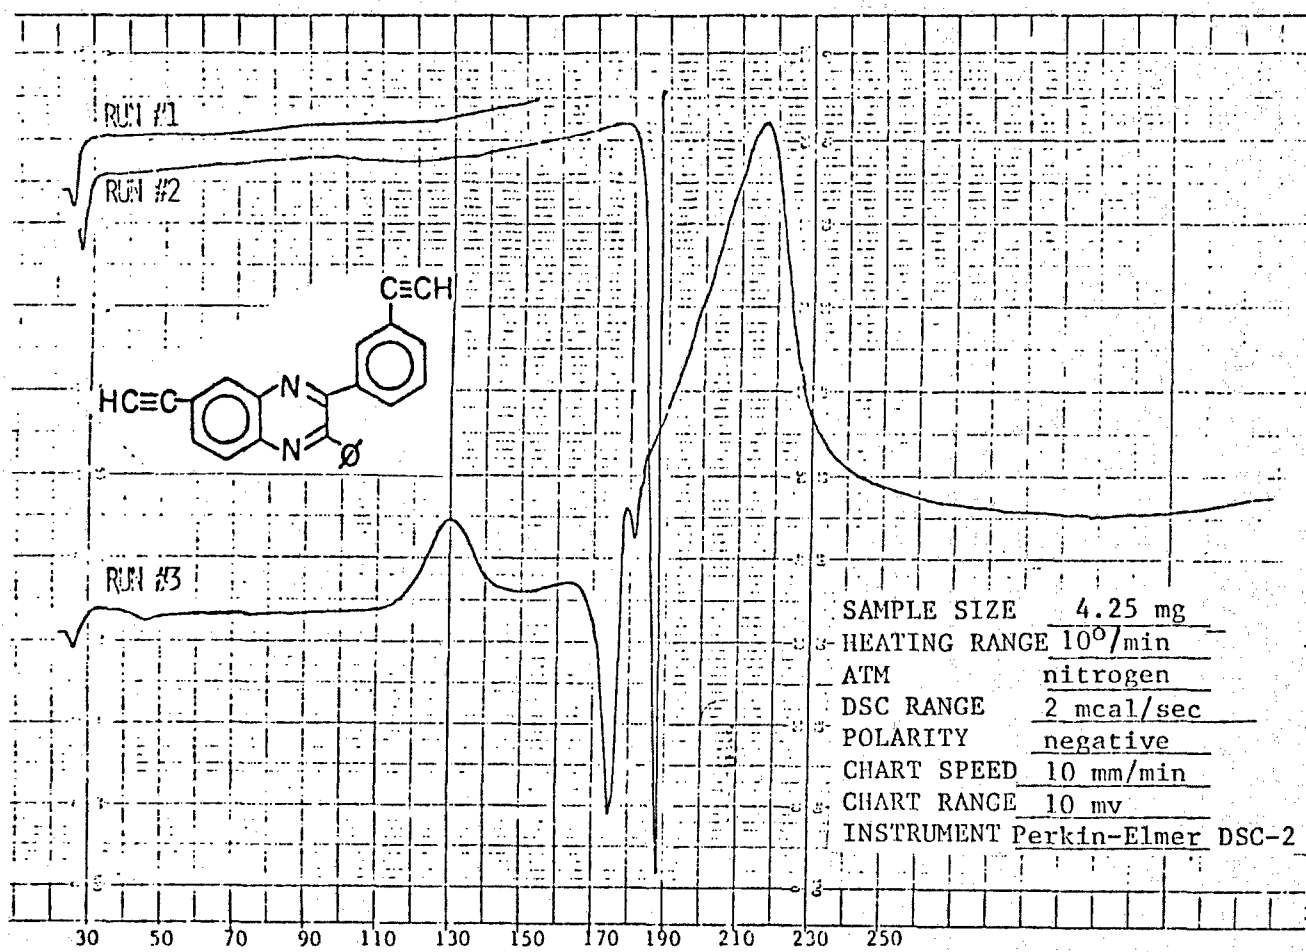 RUN #1
RUN #2
C≡CH
HC≡C
N
N
Ø
RUN #3
SAMPLE SIZE 4.25 mg
HEATING RANGE 10º/min
ATM nitrogen
DSC RANGE 2 mcal/sec
POLARITY negative
CHART SPEED 10 mm/min
CHART RANGE 10 mv
INSTRUMENT Perkin-Elmer DSC-2
30 50 70 90 110 130 150 170 190 210 230 250